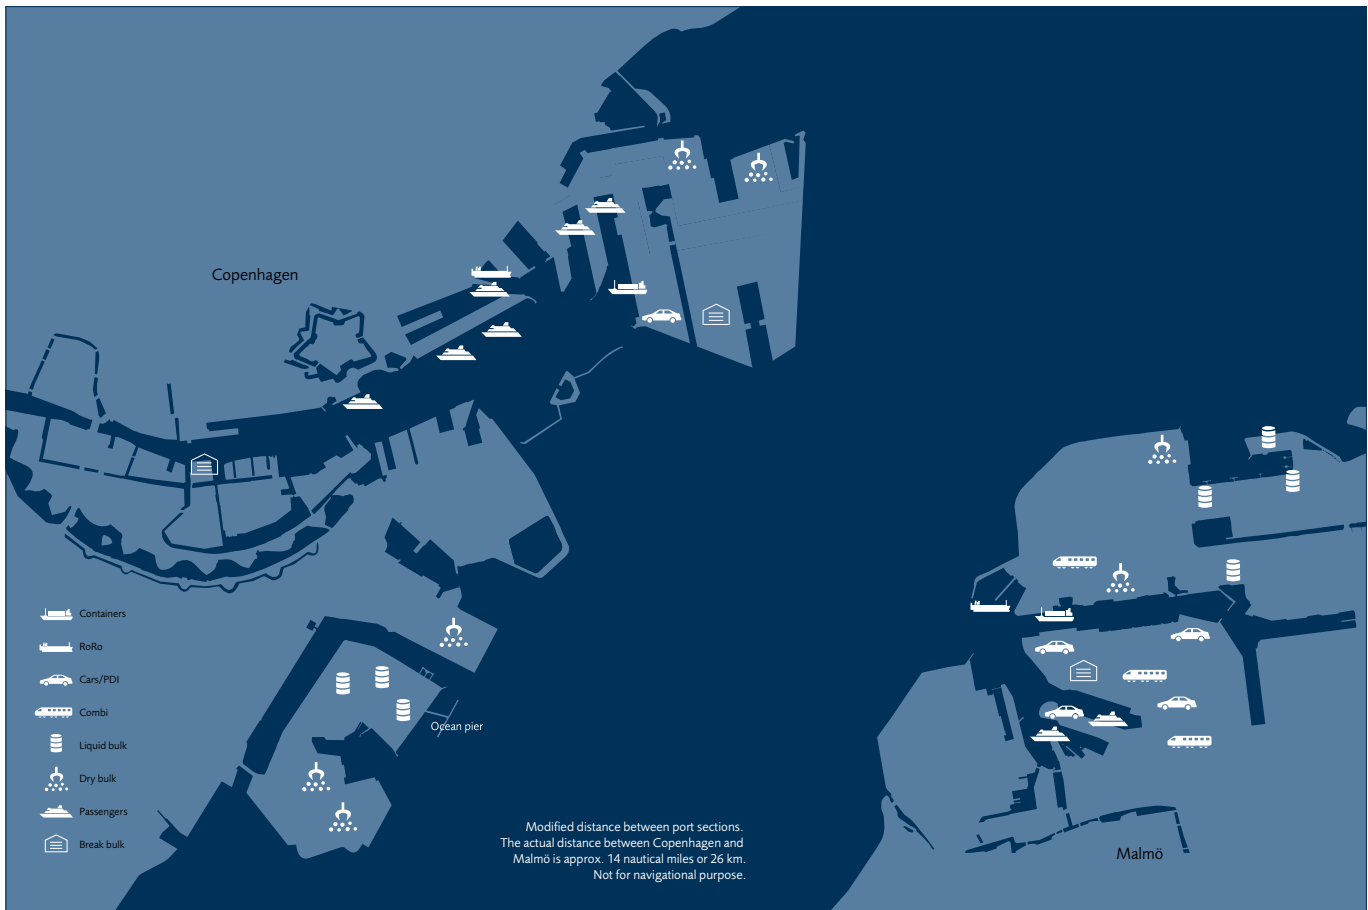 Copenhagen
Containers
RoRo
Cars/PDI
Combi
Liquid bulk
Dry bulk
Passengers
Break bulk
Ocean pier
Modified distance between port sections.
The actual distance between Copenhagen and
Malmö is approx. 14 nautical miles or 26 km.
Not for navigational purpose.
Malmö